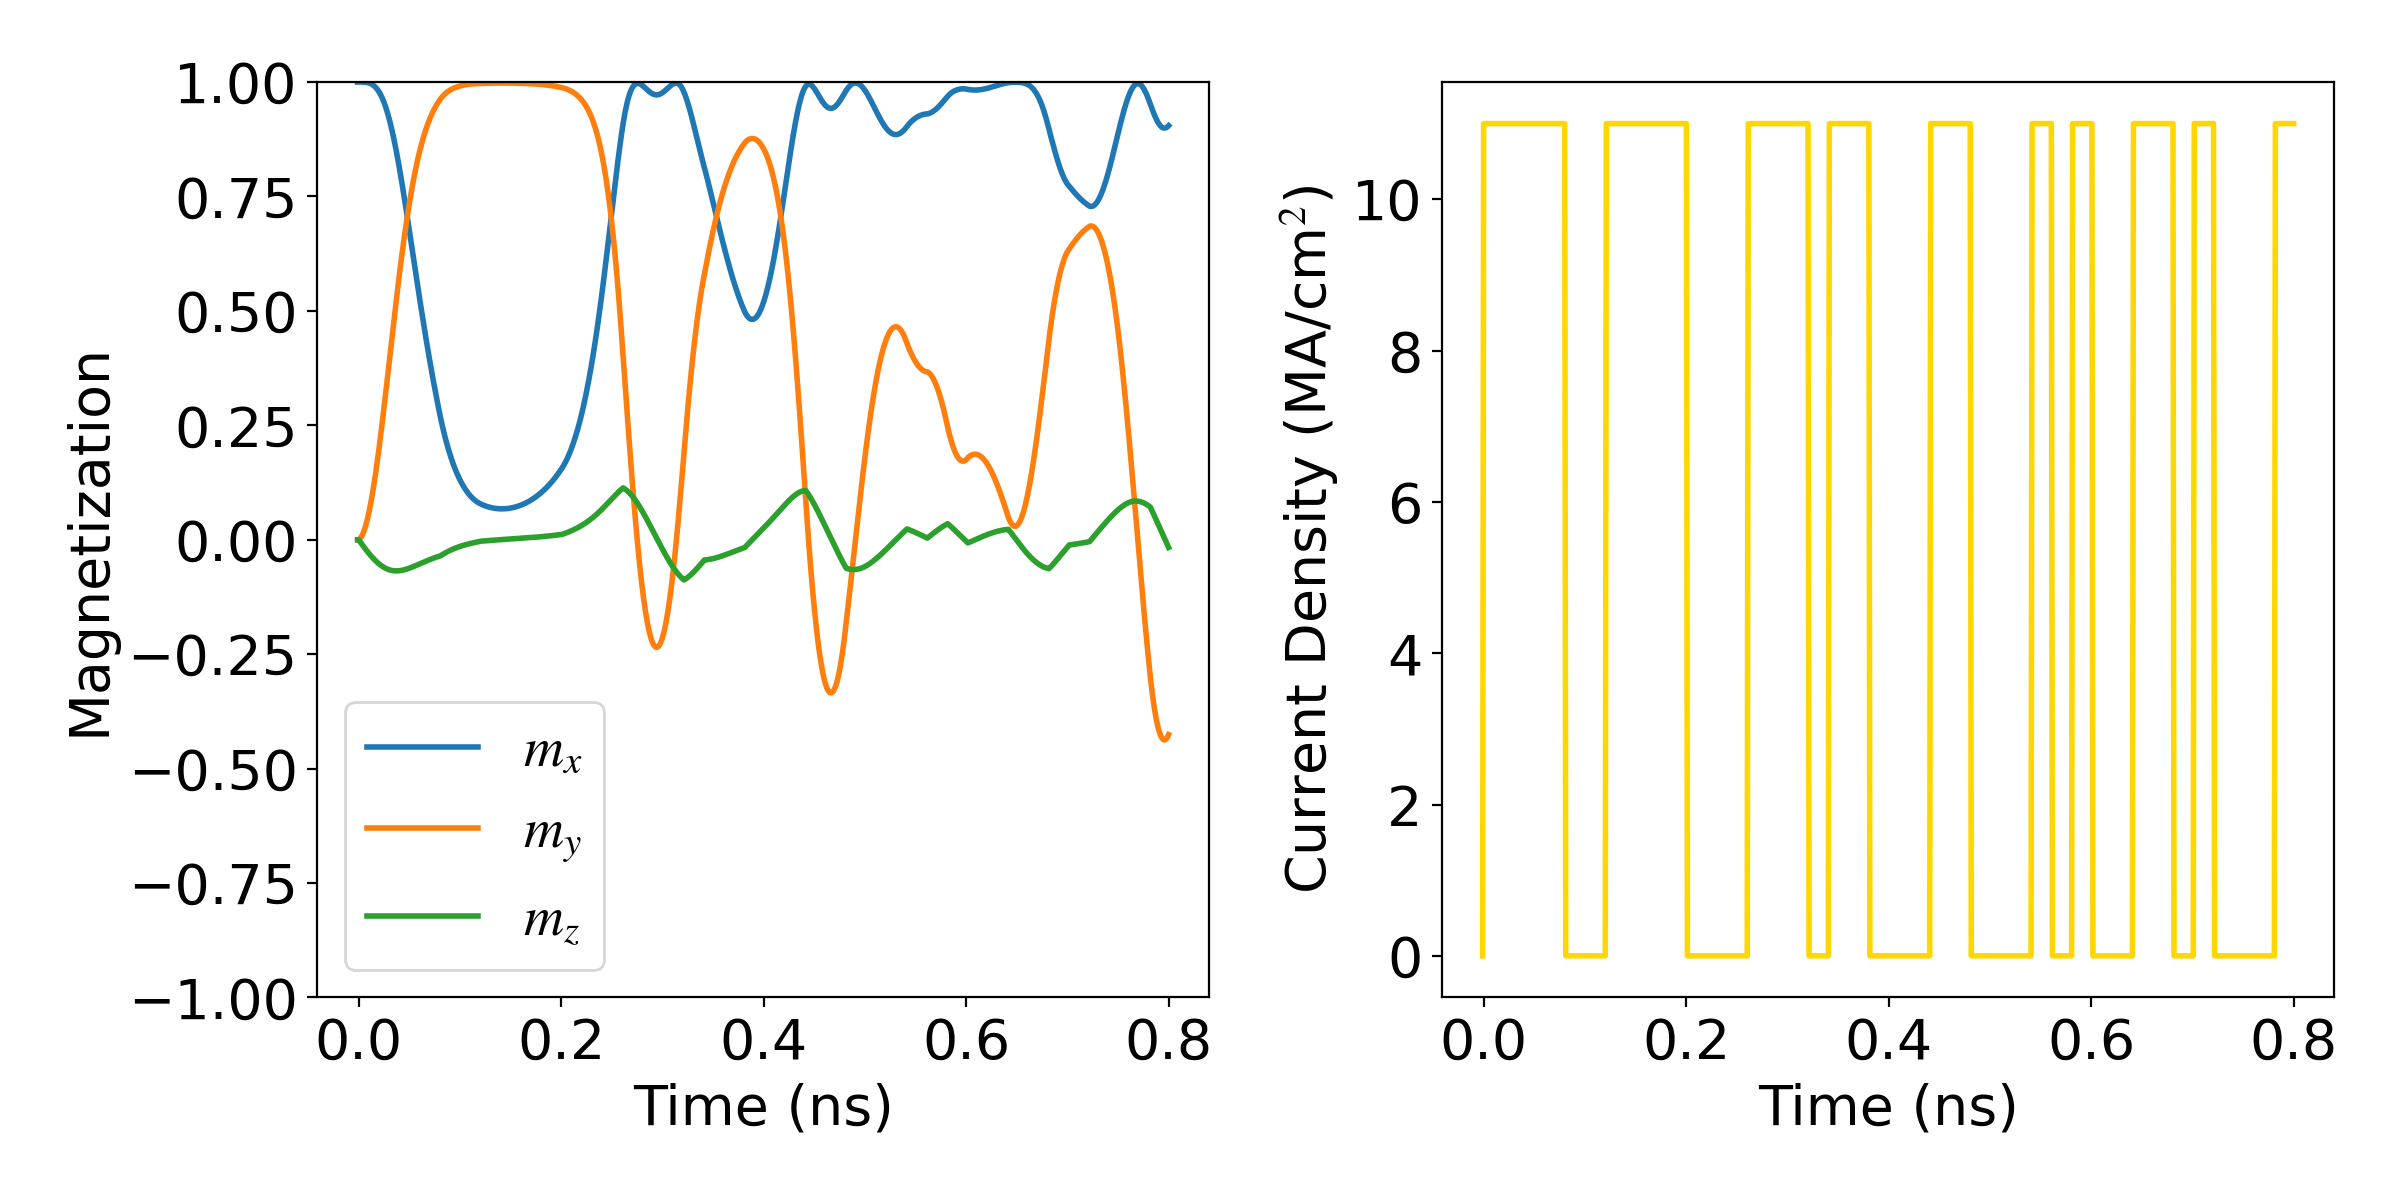 1.00
0.75
0.50
0.25
0.00
−0.25
−0.50
−0.75
−1.00
Magnetization
m_x
m_y
m_z
0.0 0.2 0.4 0.6 0.8
Time (ns)
10
8
6
4
2
0
Current Density (MA/cm²)
0.0 0.2 0.4 0.6 0.8
Time (ns)